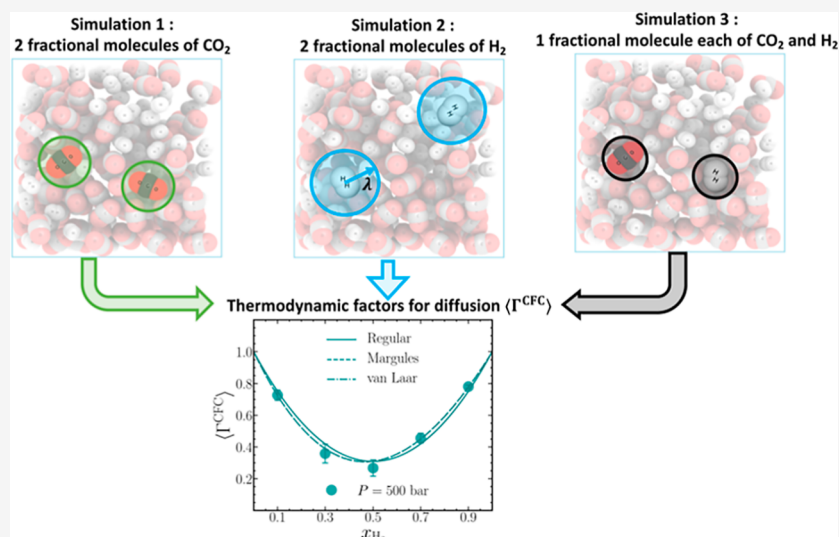 Simulation 1 :
2 fractional molecules of CO₂
Simulation 2 :
2 fractional molecules of H₂
Simulation 3 :
1 fractional molecule each of CO₂ and H₂
H
H
H
H
λ
H
H
Thermodynamic factors for diffusion ⟨Γ^CFC⟩
Regular
Margules
van Laar
P = 500 bar
⟨Γ^CFC⟩
1.0
0.8
0.6
0.4
0.2
0.1
0.3
0.5
0.7
0.9